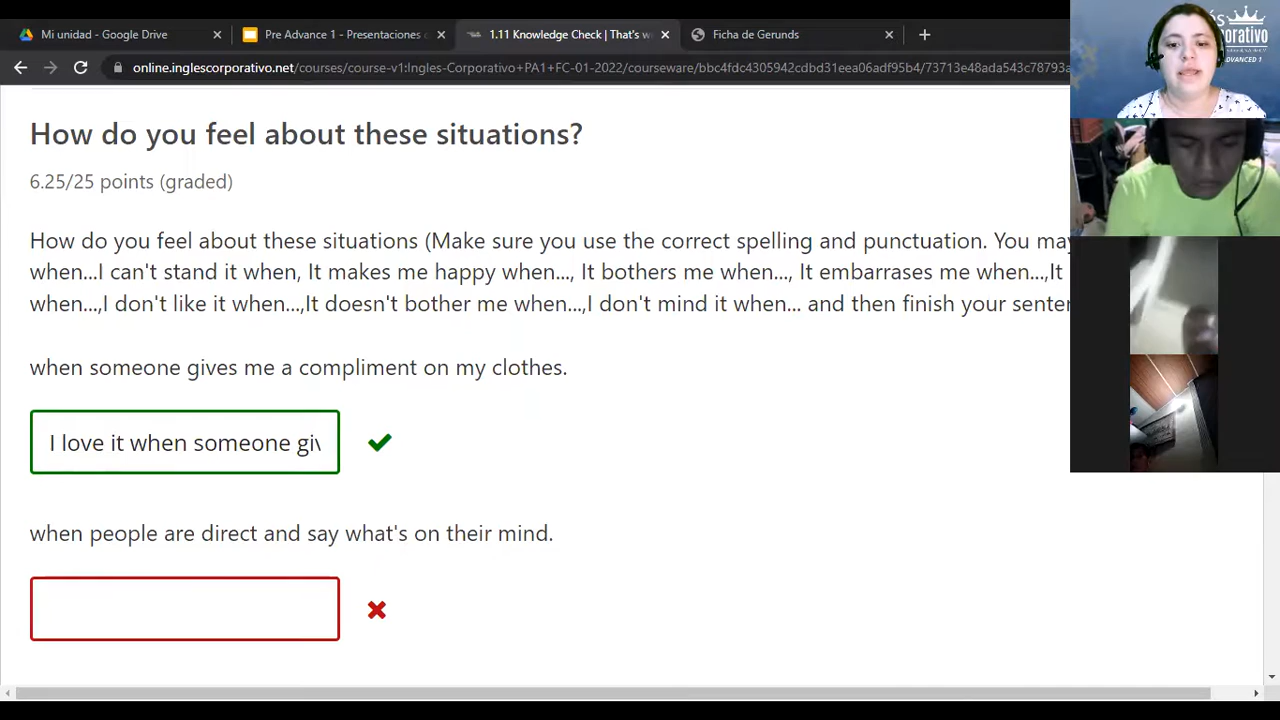 Mi unidad - Google Drive
Pre Advance 1 - Presentaciones
1.11 Knowledge Check | That's w
Ficha de Gerunds
online.inglescorporativo.net/courses/course-v1:Ingles-Corpo
FC-01-2022/courseware/bbc4fdc4305942cdbd31eea06adf95b4/73713e48ada543c78793a
DVANCED 1
How do you feel about these situations?
6.25/25 points (graded)
How do you feel about these situations (Make sure you use the correct spelling and punctuation. You may
when...I can't stand it when, It makes me happy when..., It bothers me when..., It embarrases me when...,It
when...,I don't like it when...,It doesn't bother me when...,I don't mind it when... and then finish your senter
when someone gives me a compliment on my clothes.
I love it when someone giv
when people are direct and say what's on their mind.